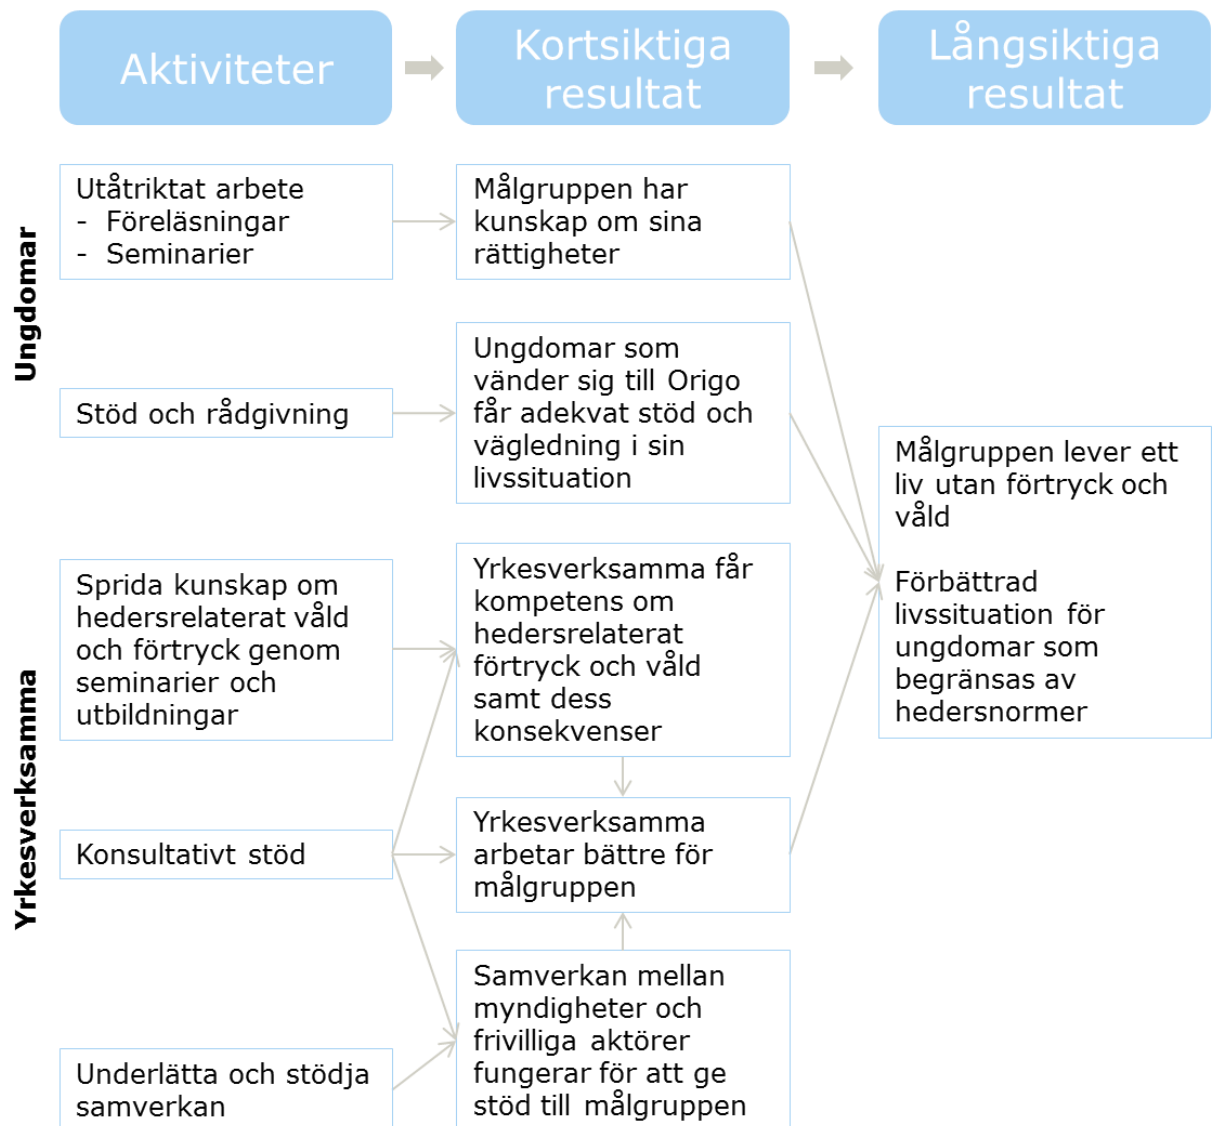 Aktiviteter
Kortsiktiga
resultat
Långsiktiga
resultat
Ungdomar
Utåtriktat arbete
- Föreläsningar
- Seminarier
Målgruppen har
kunskap om sina
rättigheter
Stöd och rådgivning
Ungdomar som
vänder sig till Origo
får adekvat stöd och
vägledning i sin
livssituation
Yrkesverksamma
Sprida kunskap om
hedersrelaterat våld
och förtryck genom
seminarier och
utbildningar
Yrkesverksamma får
kompetens om
hedersrelaterat
förtryck och våld
samt dess
konsekvenser
Konsultativt stöd
Yrkesverksamma
arbetar bättre för
målgruppen
Underlätta och stödja
samverkan
Samverkan mellan
myndigheter och
frivilliga aktörer
fungerar för att ge
stöd till målgruppen
Målgruppen lever ett
liv utan förtryck och
våld
Förbättrad
livssituation för
ungdomar som
begränsas av
hedersnormer